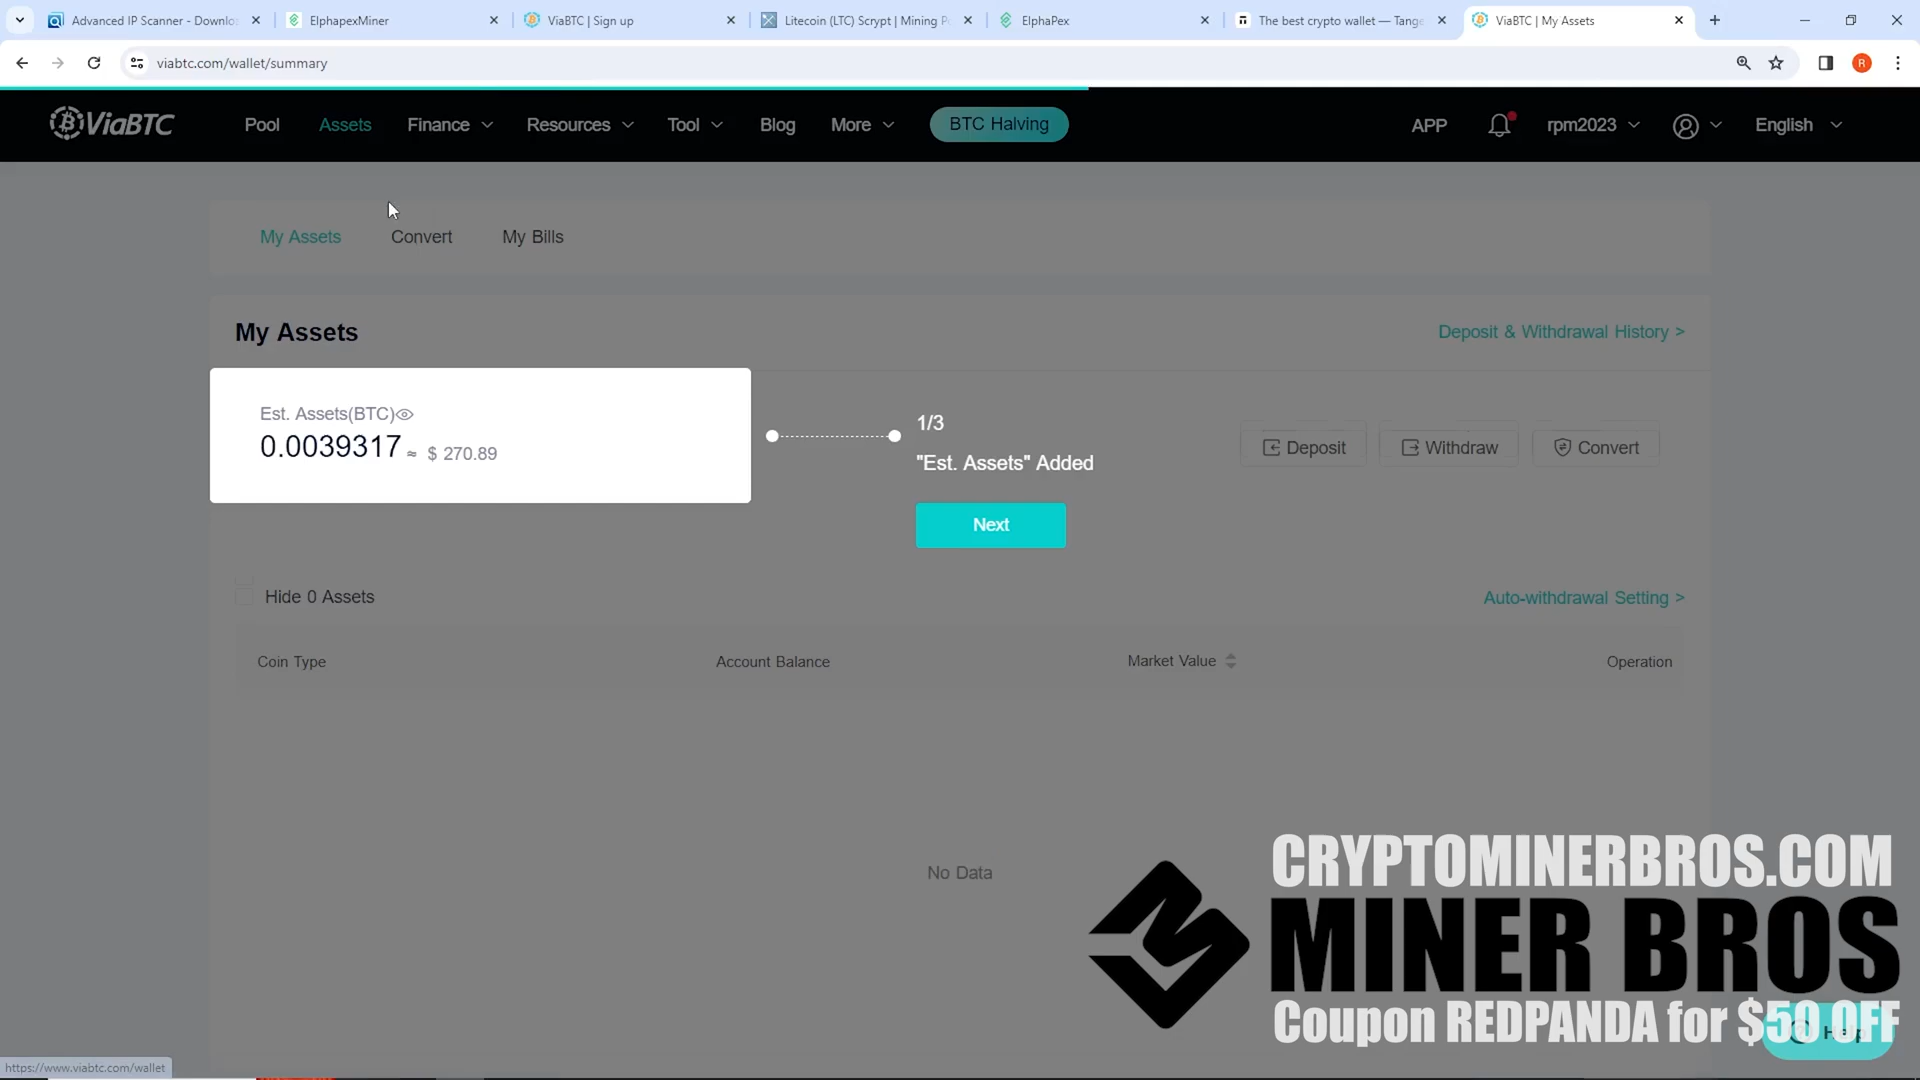 Advanced IP Scanner - Downlo
ElphapexMiner
ViaBTC | Sign up
Litecoin (LTC) Scrypt | Mining P
ElphaPex
The best crypto wallet — Tange
ViaBTC | My Assets
viabtc.com/wallet/summary
R
ViaBTC
Pool
Assets
Finance
Resources
Tool
Blog
More
BTC Halving
APP
rpm2023
English
My Assets
Convert
My Bills
My Assets
Deposit & Withdrawal History >
Est. Assets(BTC)
0.0039317 ≈ $ 270.89
1/3
"Est. Assets" Added
Next
Deposit
Withdraw
Convert
Hide 0 Assets
Auto-withdrawal Setting >
Coin Type
Account Balance
Market Value
Operation
No Data
CRYPTOMINERBROS.COM
MINER BROS
Coupon REDPANDA for $50 OFF
Help
https://www.viabtc.com/wallet